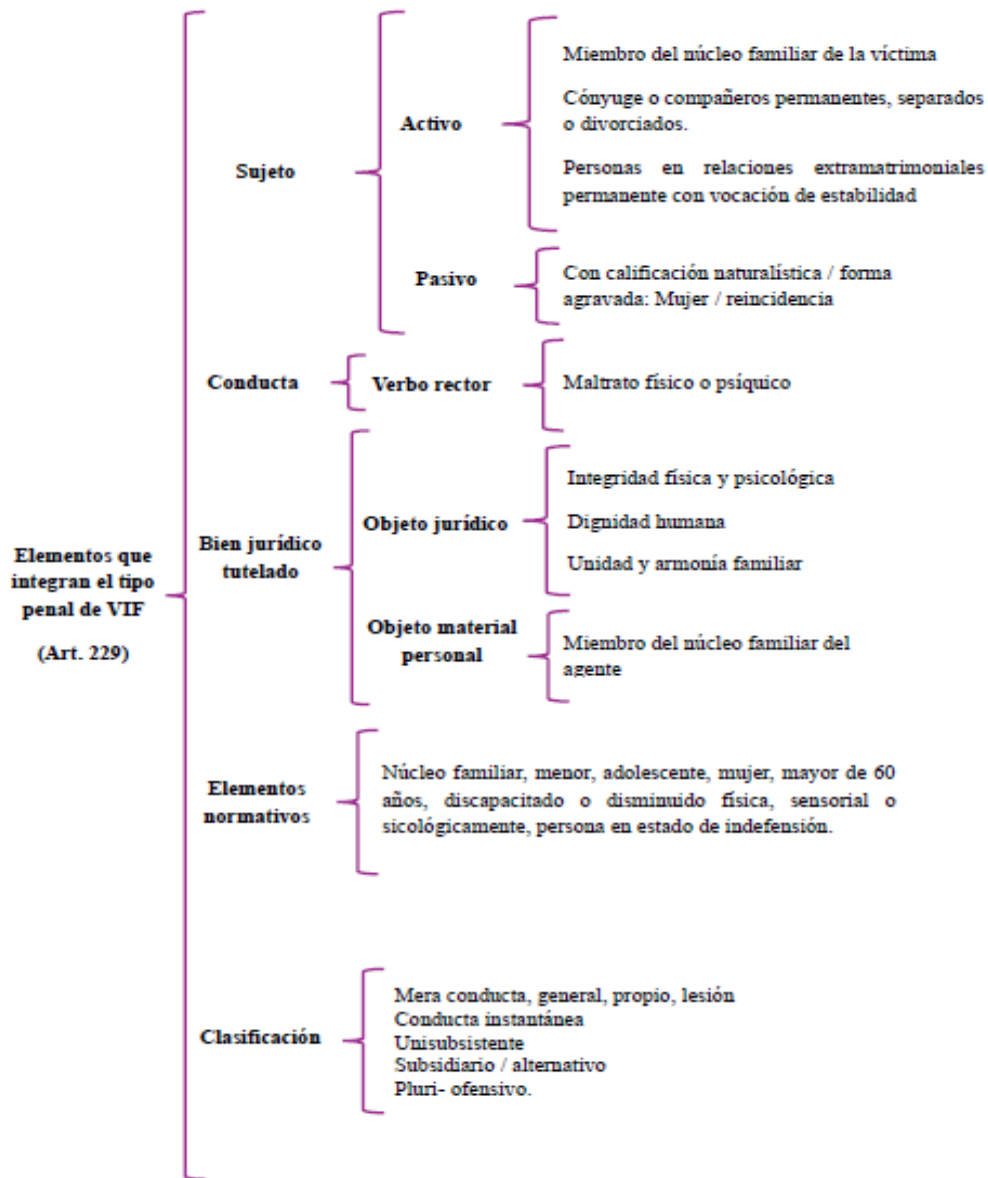 Elementos que
integran el tipo
penal de VIF
(Art. 229)
Sujeto
Activo
Miembro del núcleo familiar de la víctima
Cónyuge o compañeros permanentes, separados
o divorciados.
Personas en relaciones extramatrimoniales
permanente con vocación de estabilidad
Pasivo
Con calificación naturalística / forma
agravada: Mujer / reincidencia
Conducta
Verbo rector
Maltrato físico o psíquico
Bien jurídico
tutelado
Objeto jurídico
Integridad física y psicológica
Dignidad humana
Unidad y armonía familiar
Objeto material
personal
Miembro del núcleo familiar del
agente
Elementos
normativos
Núcleo familiar, menor, adolescente, mujer, mayor de 60
años, discapacitado o disminuido física, sensorial o
sicológicamente, persona en estado de indefensión.
Clasificación
Mera conducta, general, propio, lesión
Conducta instantánea
Unisubsistente
Subsidiario / alternativo
Pluri- ofensivo.